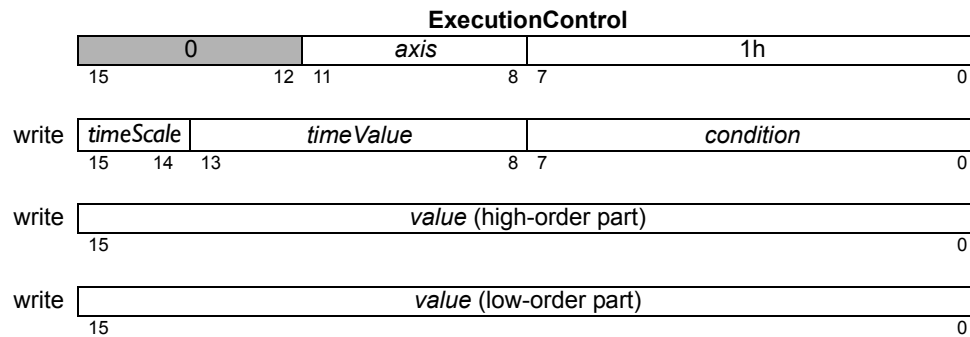 ExecutionControl
0 axis 1h
15 12 11 8 7 0
write timeScale timeValue condition
15 14 13 8 7 0
write value (high-order part)
15 0
write value (low-order part)
15 0